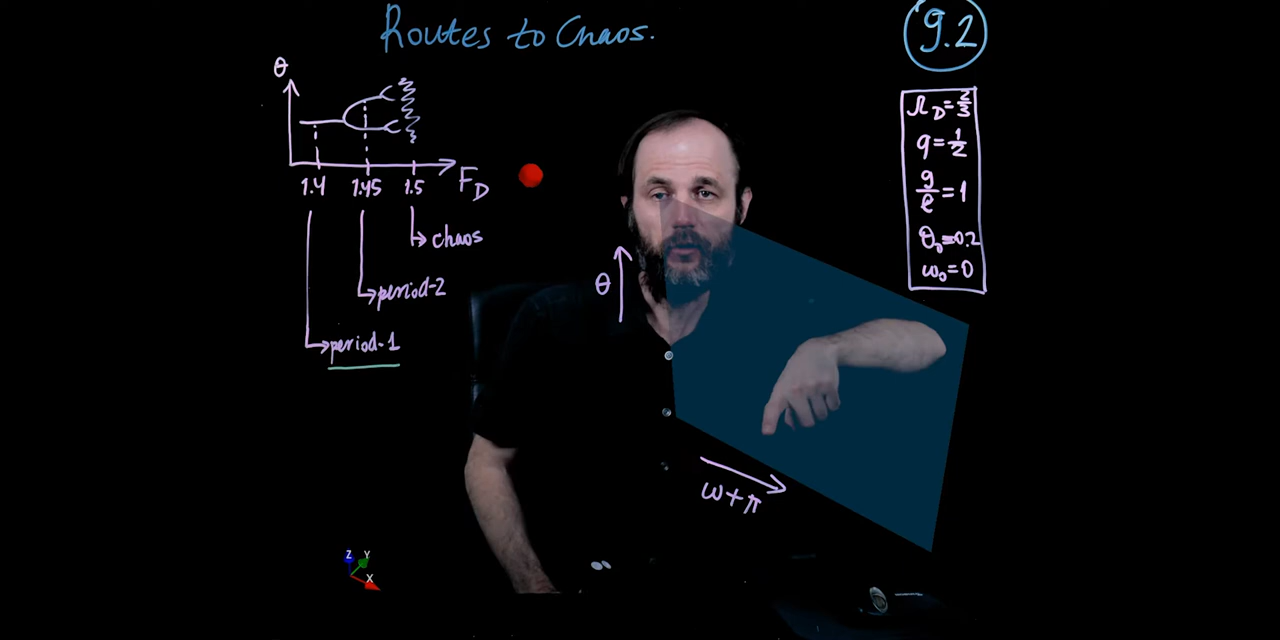 Routes to Chaos.
9.2
θ
1.4 1.45 1.5 F_D
chaos
period-2
period-1
Ω_D = 2/3
q = 1/2
g/ℓ = 1
θ₀ = 0.2
ω₀ = 0
θ
ω + π
Z Y
X